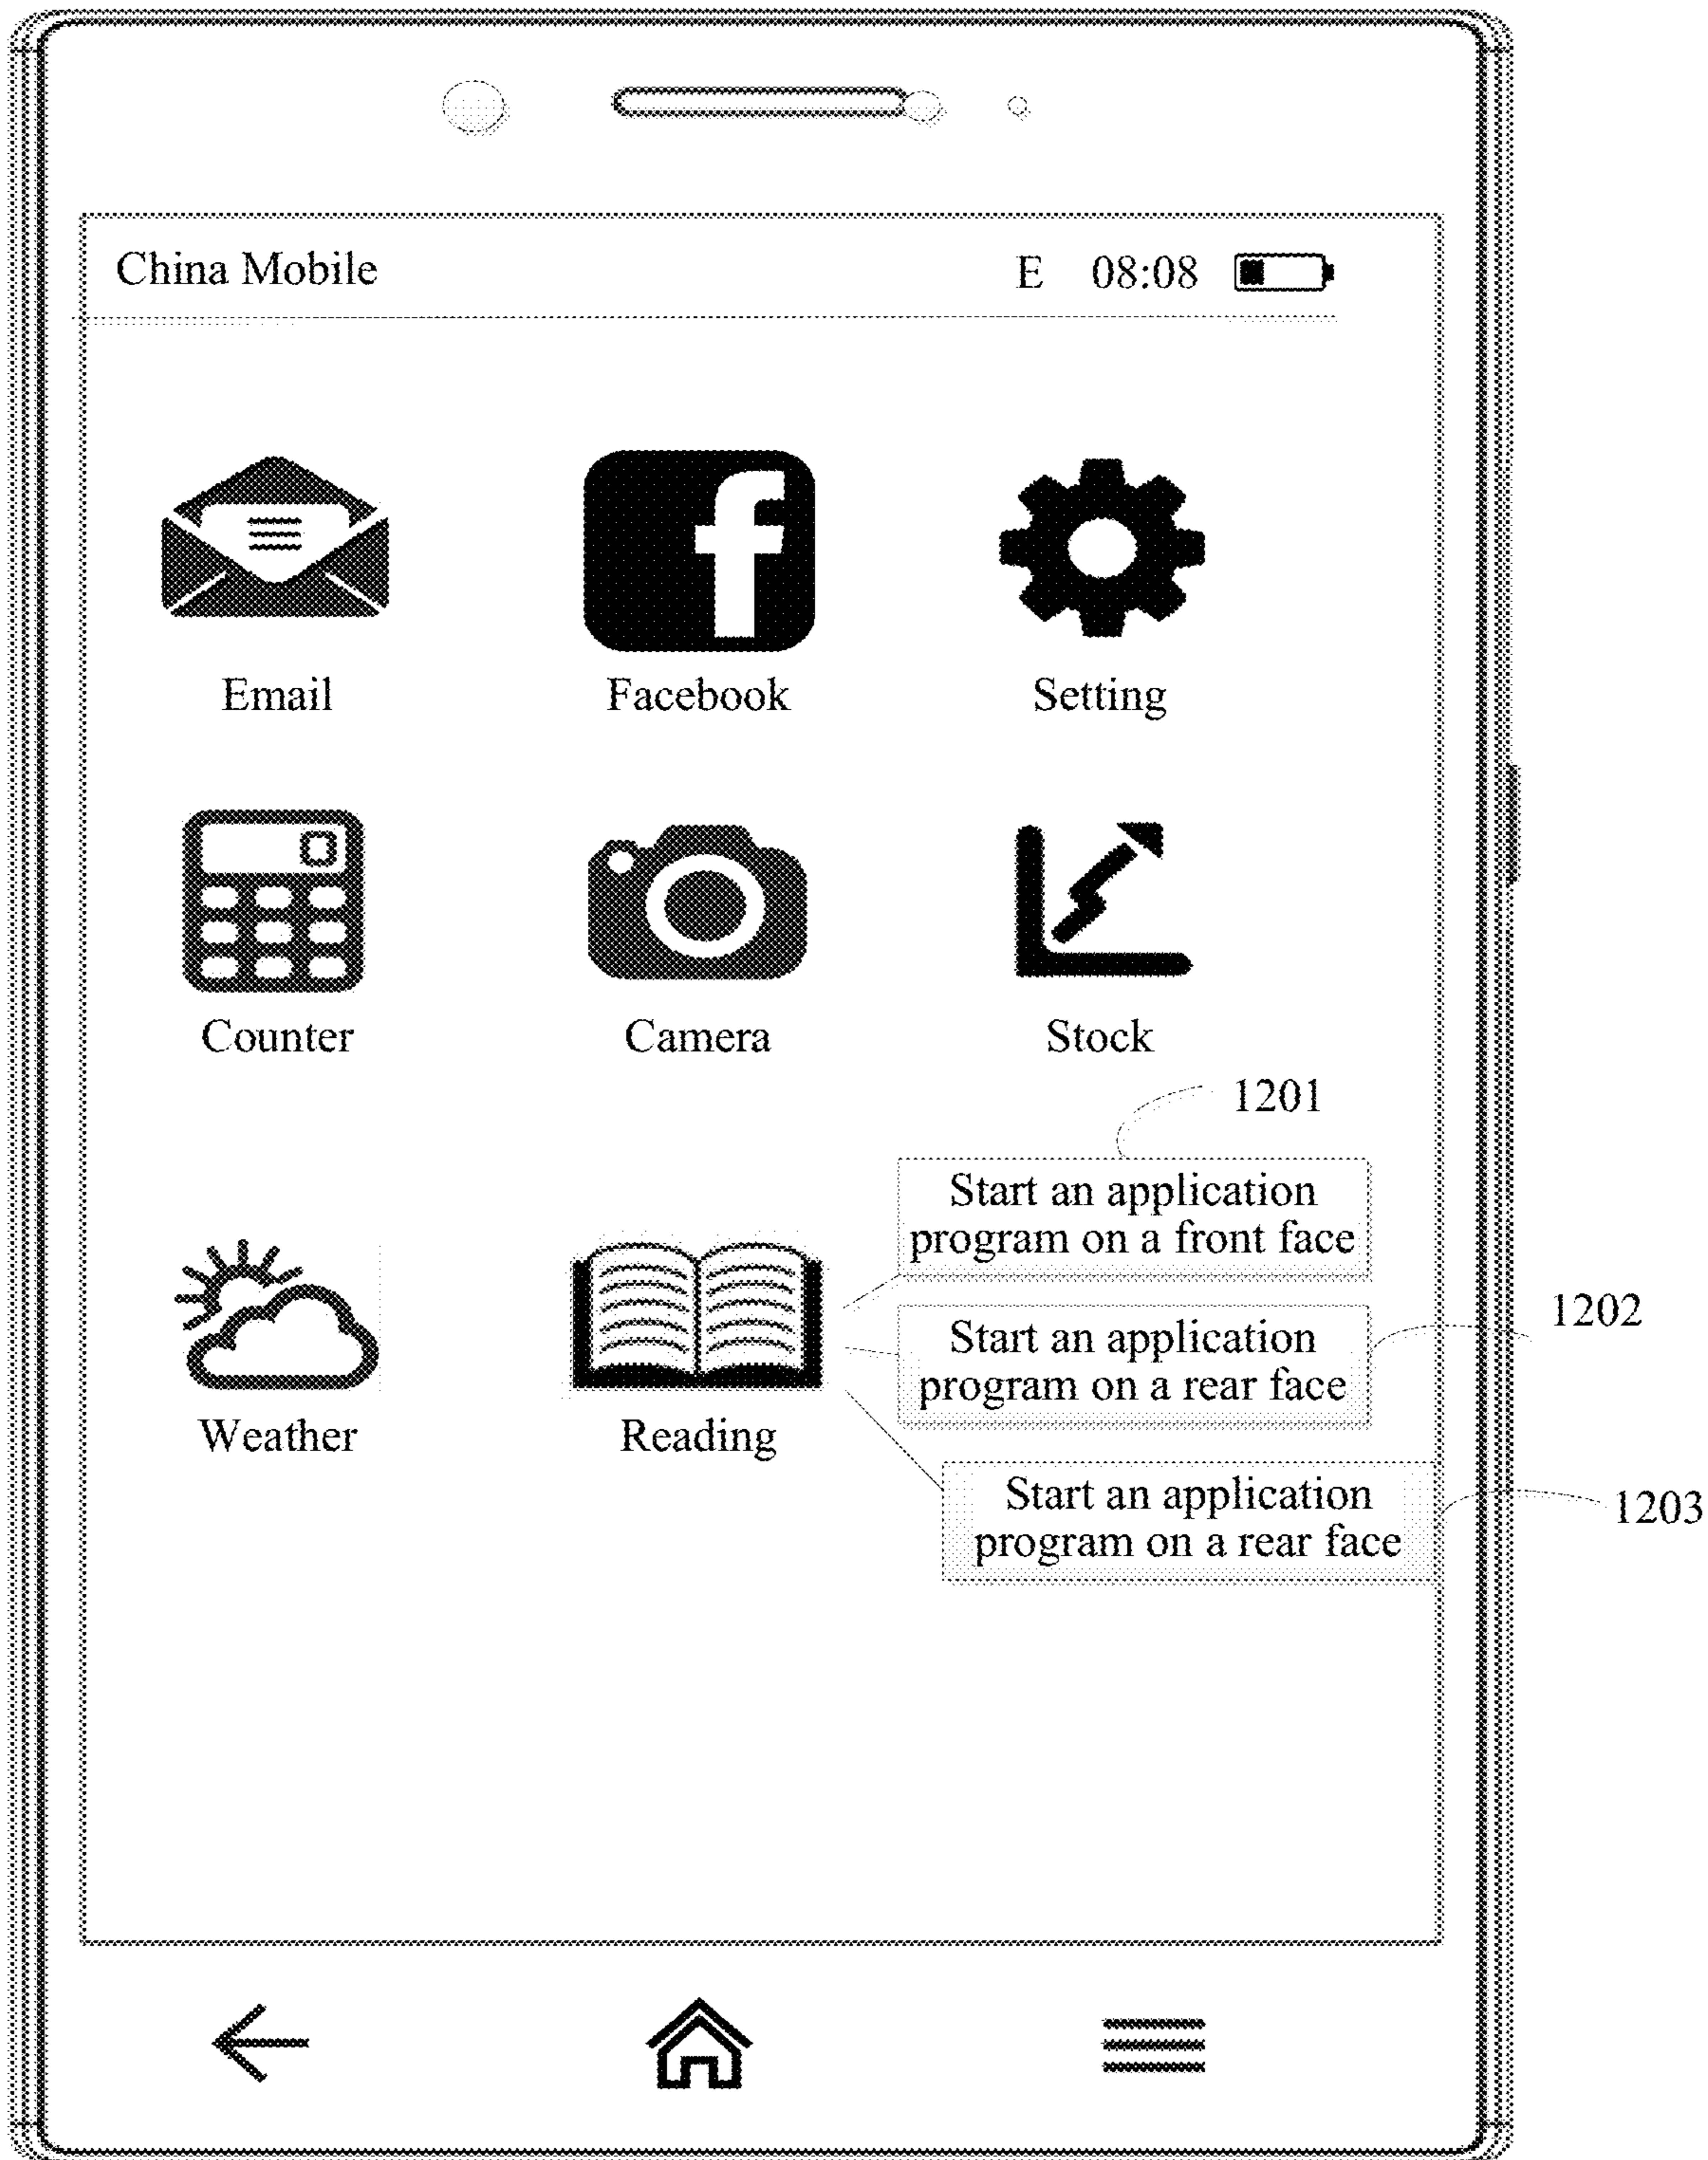 China Mobile E 08:08
f
Email Facebook Setting
0
Counter Camera Stock
1201
Start an application
program on a front face
1202
Start an application
program on a rear face
Weather Reading
1203
Start an application
program on a rear face